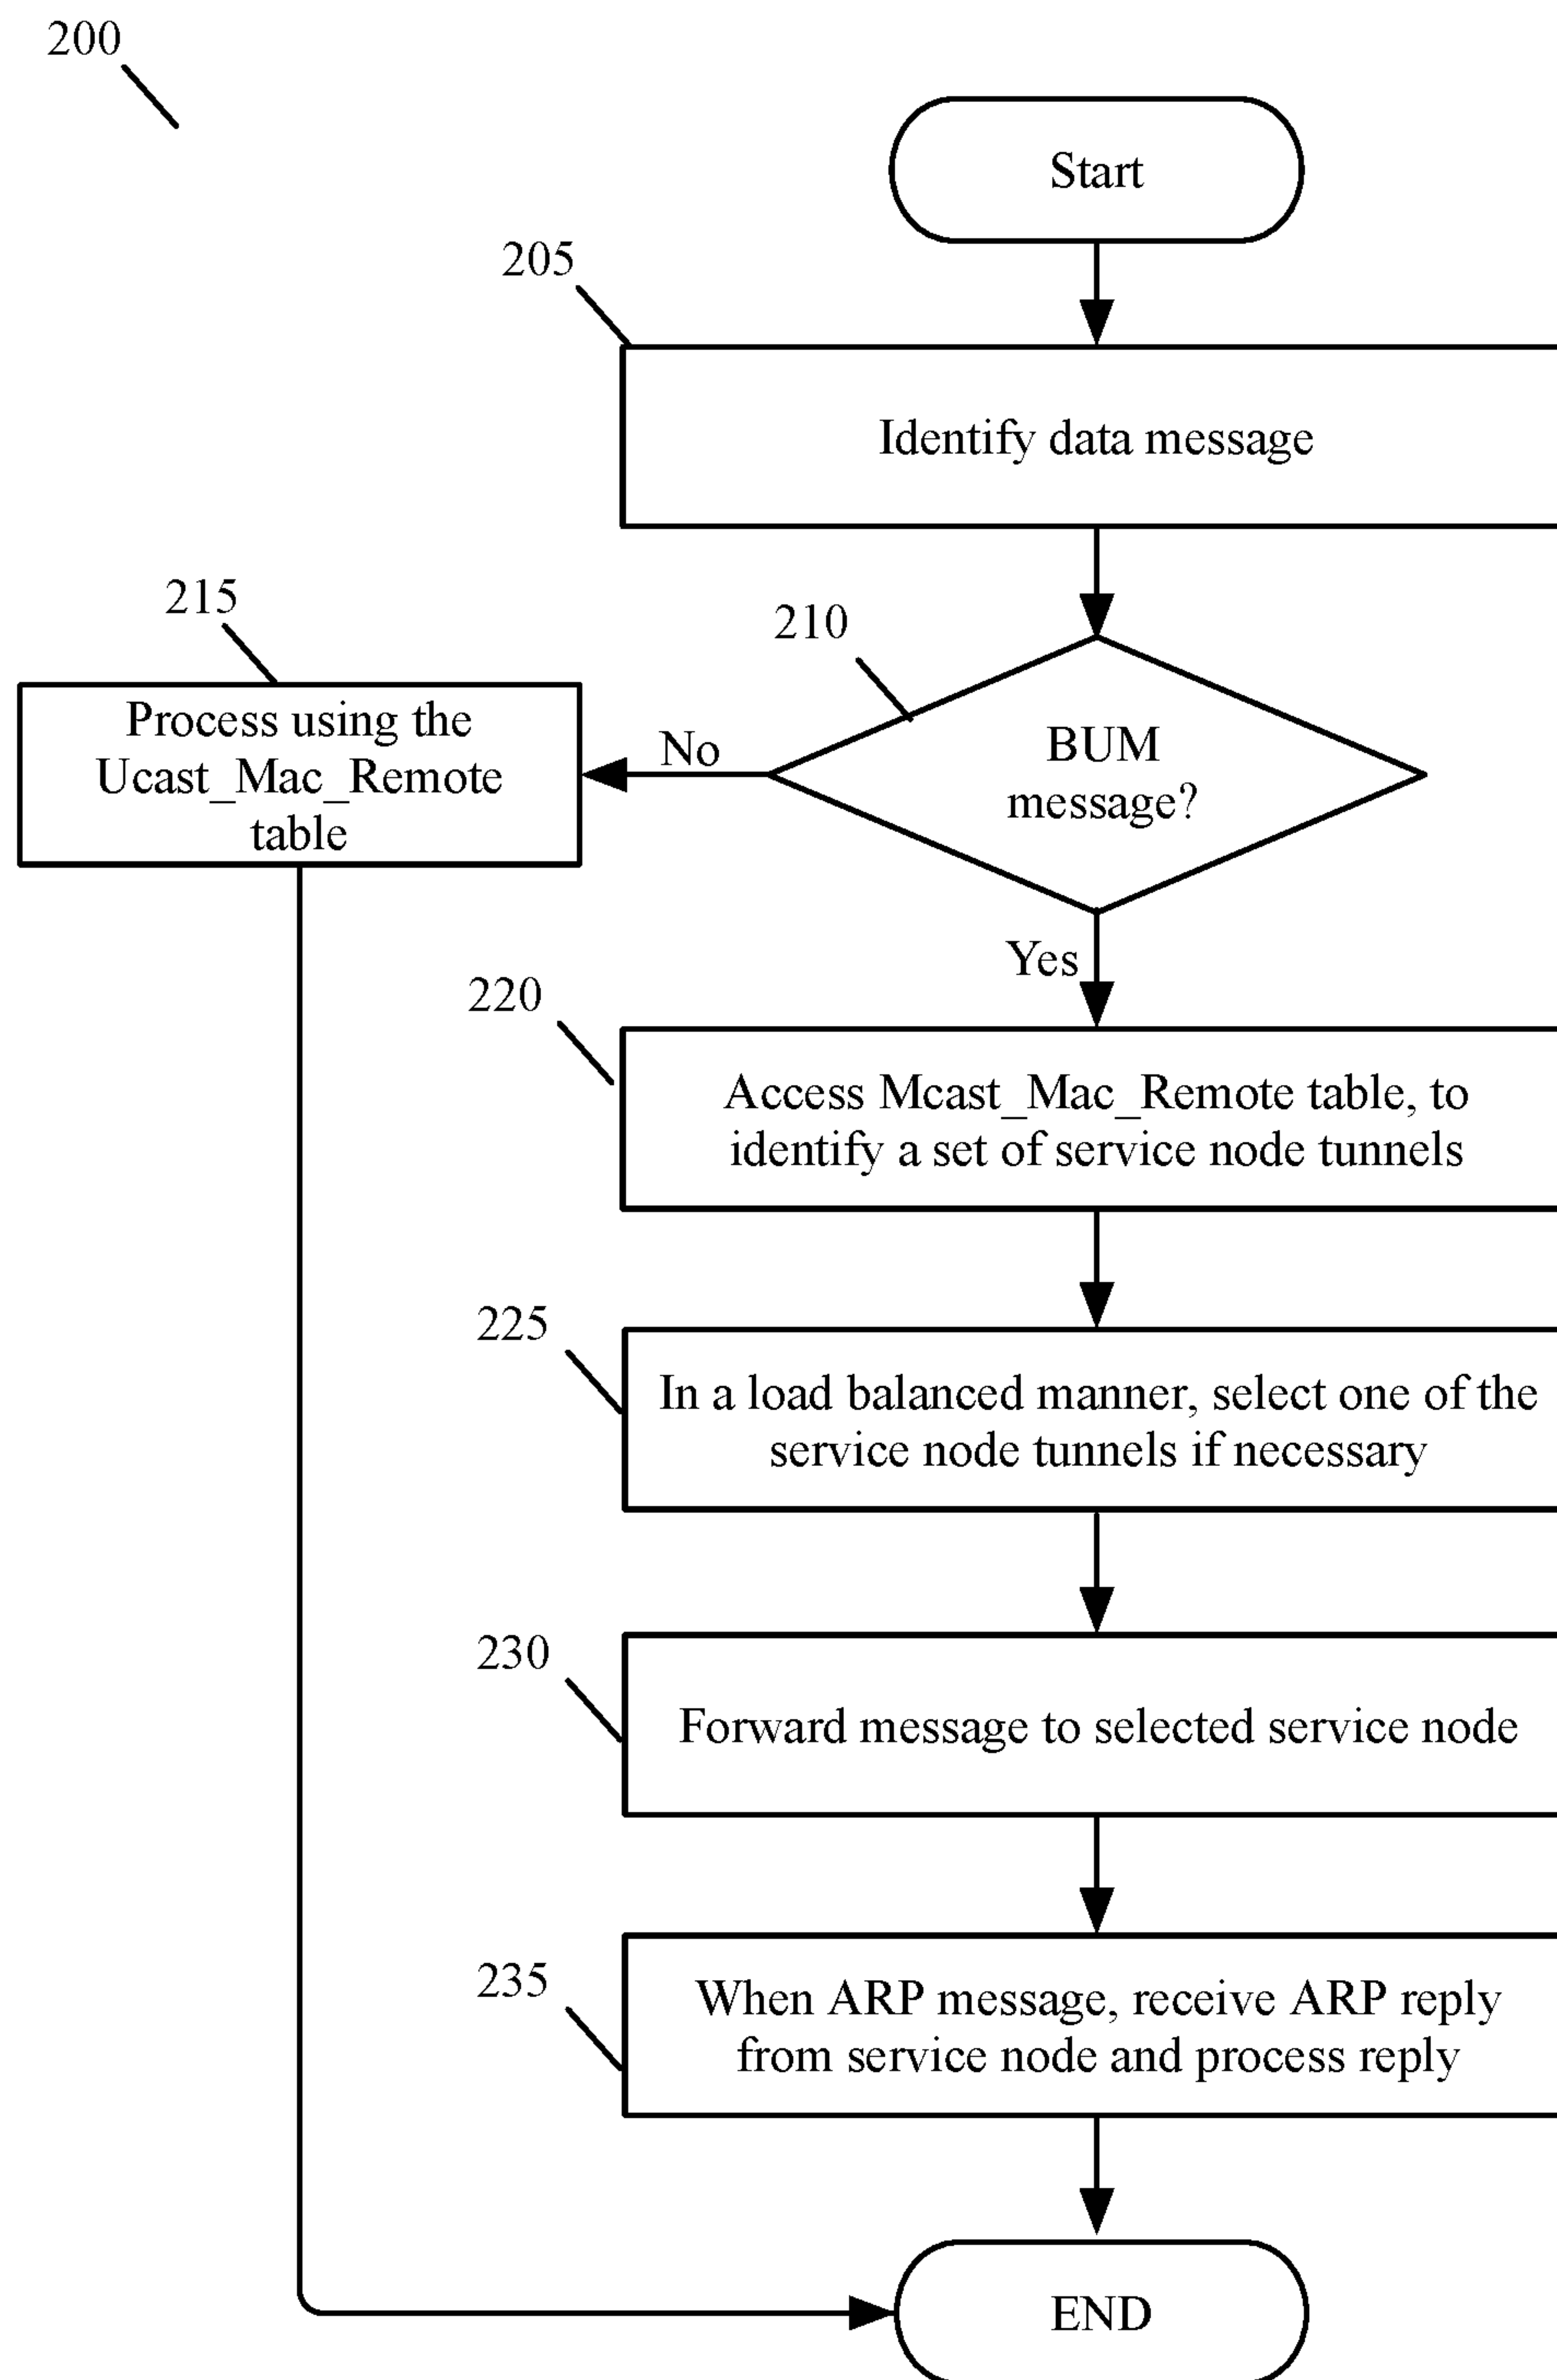 200
Start
205
Identify data message
215
210
Process using the
Ucast_Mac_Remote
table
No
BUM
message?
Yes
220
Access Mcast_Mac_Remote table, to
identify a set of service node tunnels
225
In a load balanced manner, select one of the
service node tunnels if necessary
230
Forward message to selected service node
235
When ARP message, receive ARP reply
from service node and process reply
END